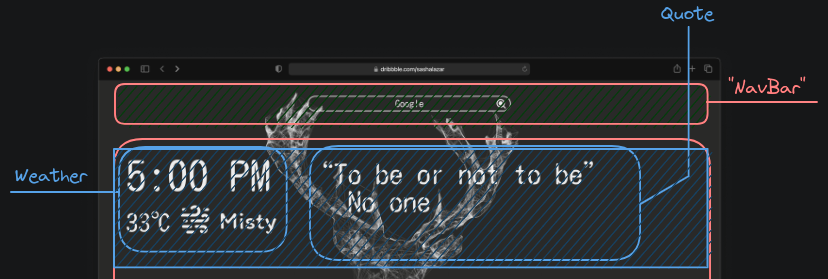 Quote
dribbble.com/sashalazar
"NavBar"
Google
Weather
5:00 PM
33°C Misty
"To be or not to be"
No one